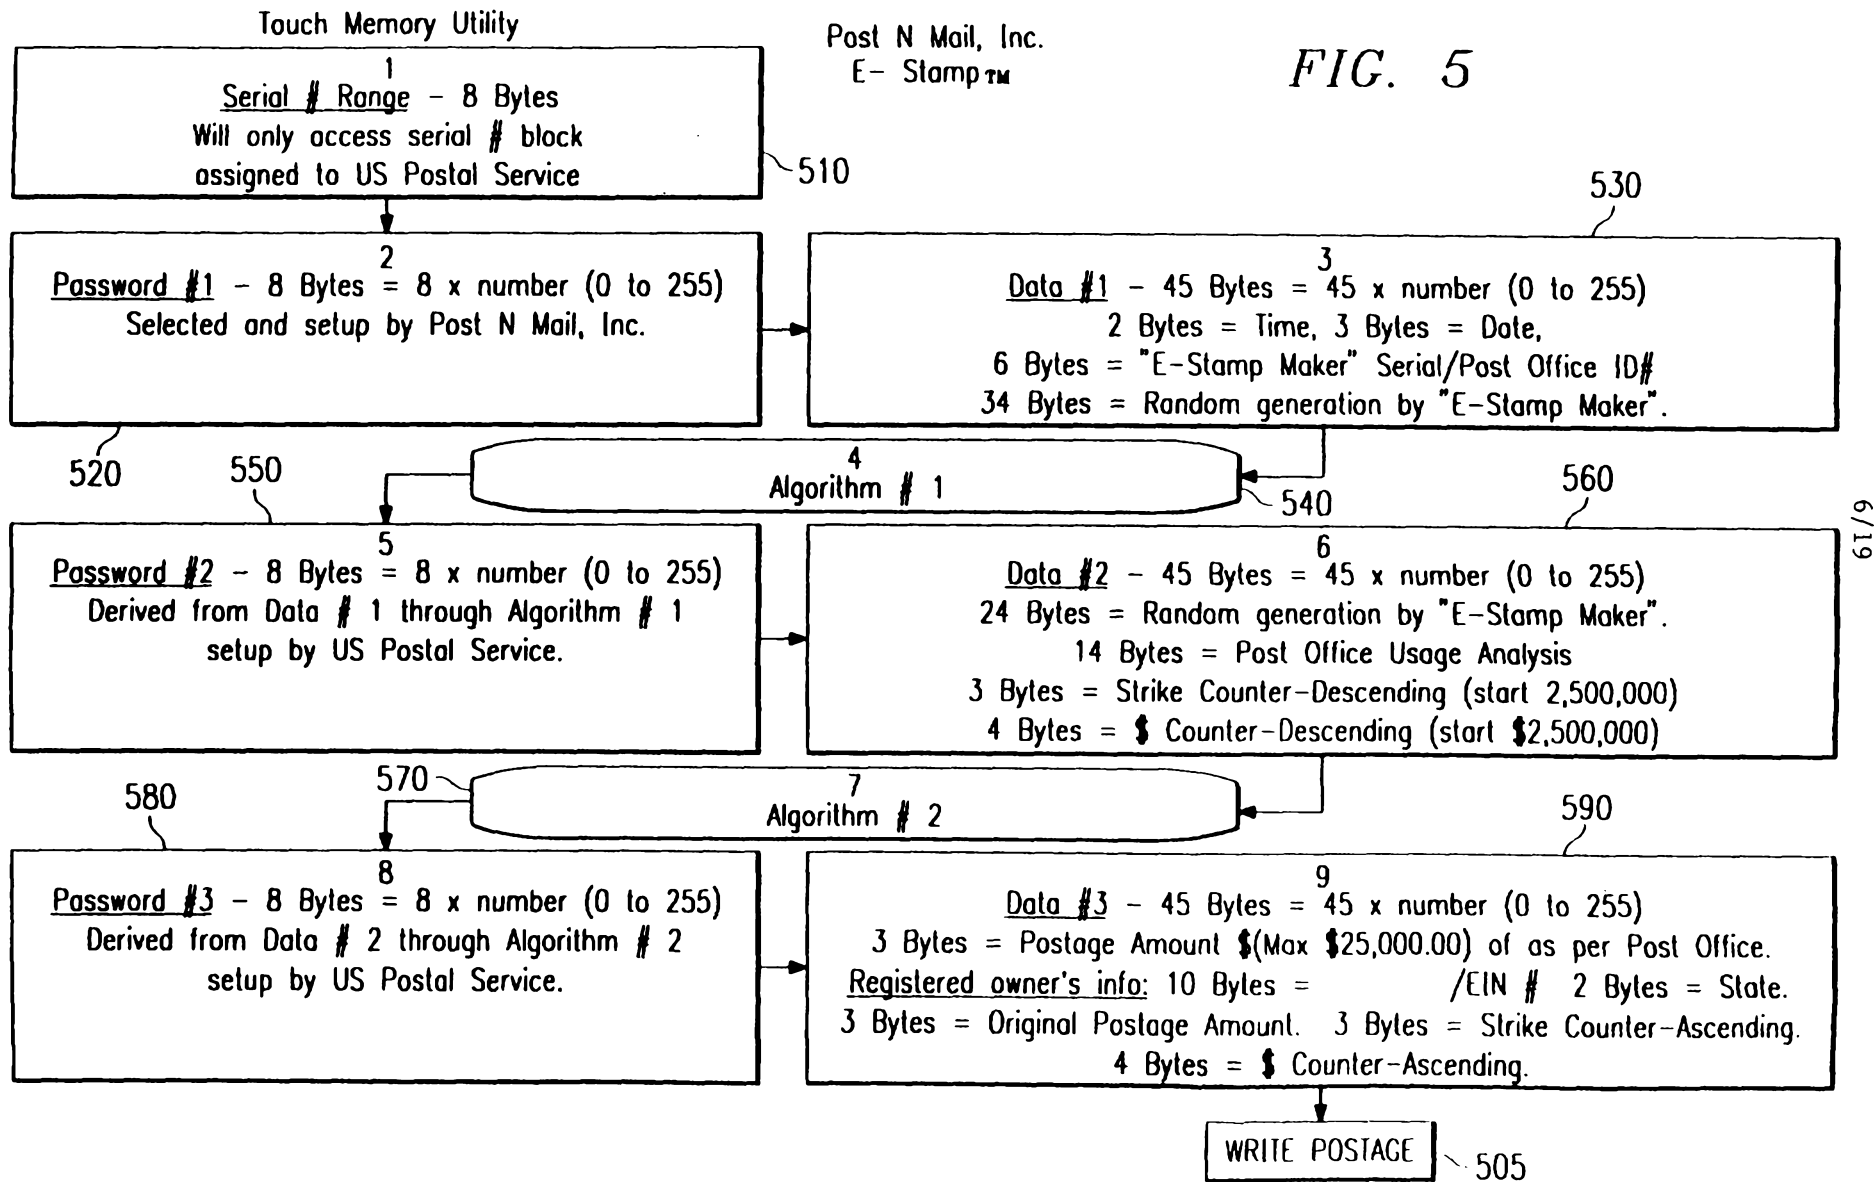 Touch Memory Utility
Post N Mail, Inc.
E- Stamp™
FIG. 5
1
Serial # Range - 8 Bytes
Will only access serial # block
assigned to US Postal Service
510
2
Password #1 - 8 Bytes = 8 x number (0 to 255)
Selected and setup by Post N Mail, Inc.
520
530
3
Data #1 - 45 Bytes = 45 x number (0 to 255)
2 Bytes = Time, 3 Bytes = Date,
6 Bytes = "E-Stamp Maker" Serial/Post Office ID#
34 Bytes = Random generation by "E-Stamp Maker".
4
Algorithm # 1
540
550
5
Password #2 - 8 Bytes = 8 x number (0 to 255)
Derived from Data # 1 through Algorithm # 1
setup by US Postal Service.
560
6
Data #2 - 45 Bytes = 45 x number (0 to 255)
24 Bytes = Random generation by "E-Stamp Maker".
14 Bytes = Post Office Usage Analysis
3 Bytes = Strike Counter-Descending (start 2,500,000)
4 Bytes = $ Counter-Descending (start $2,500,000)
6/19
570
7
Algorithm # 2
580
8
Password #3 - 8 Bytes = 8 x number (0 to 255)
Derived from Data # 2 through Algorithm # 2
setup by US Postal Service.
590
9
Data #3 - 45 Bytes = 45 x number (0 to 255)
3 Bytes = Postage Amount $(Max $25,000.00) of as per Post Office.
Registered owner's info: 10 Bytes = /EIN # 2 Bytes = State.
3 Bytes = Original Postage Amount. 3 Bytes = Strike Counter-Ascending.
4 Bytes = $ Counter-Ascending.
WRITE POSTAGE
505